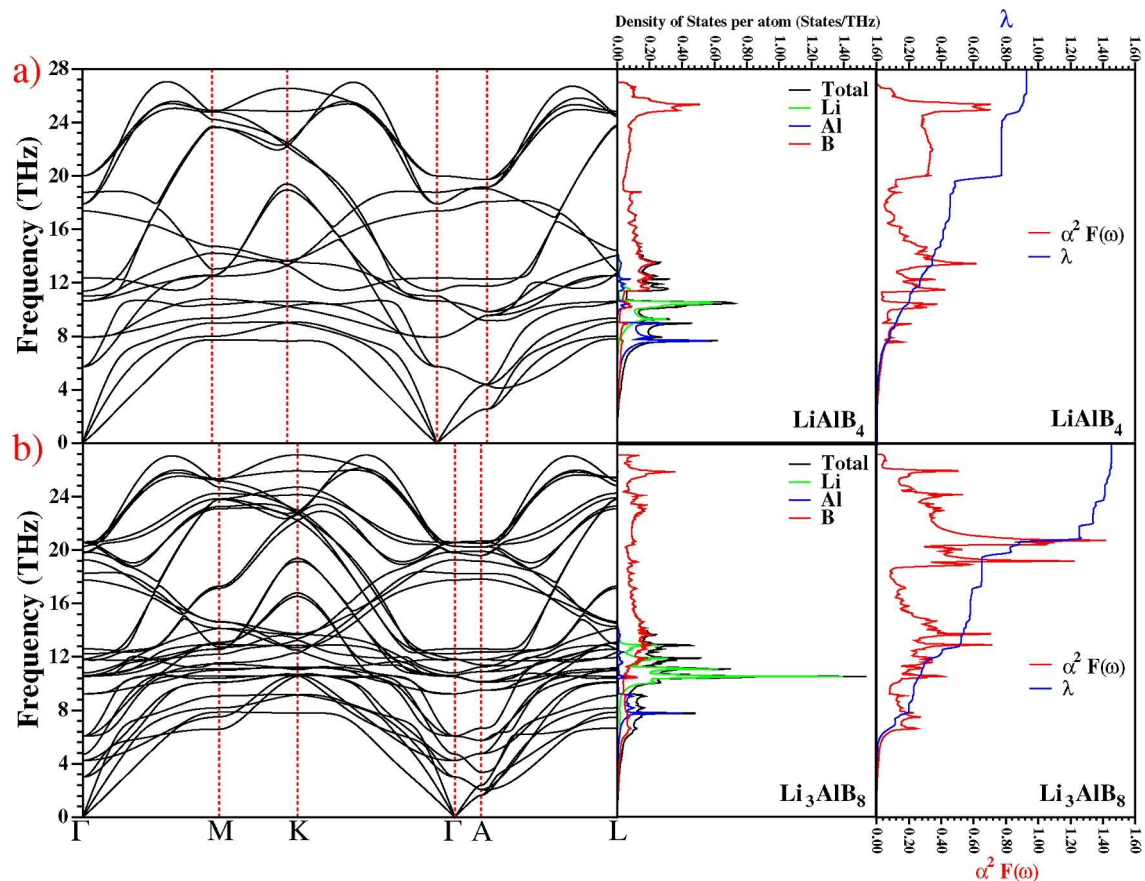 Density of States per atom (States/THz)
λ
0.00 0.20 0.40 0.60 0.80 1.00 1.20 1.40 1.60
0.20 0.40 0.60 0.80 1.00 1.20 1.40 1.60
a)
28
24
20
16
12
8
4
0
Frequency (THz)
Total
Li
Al
B
LiAlB4
α2 F(ω)
λ
LiAlB4
b)
24
20
16
12
8
4
0
Frequency (THz)
Total
Li
Al
B
Li3AlB8
α2 F(ω)
λ
Li3AlB8
Γ M K Γ A L
0.00 0.20 0.40 0.60 0.80 1.00 1.20 1.40 1.60
α2 F(ω)